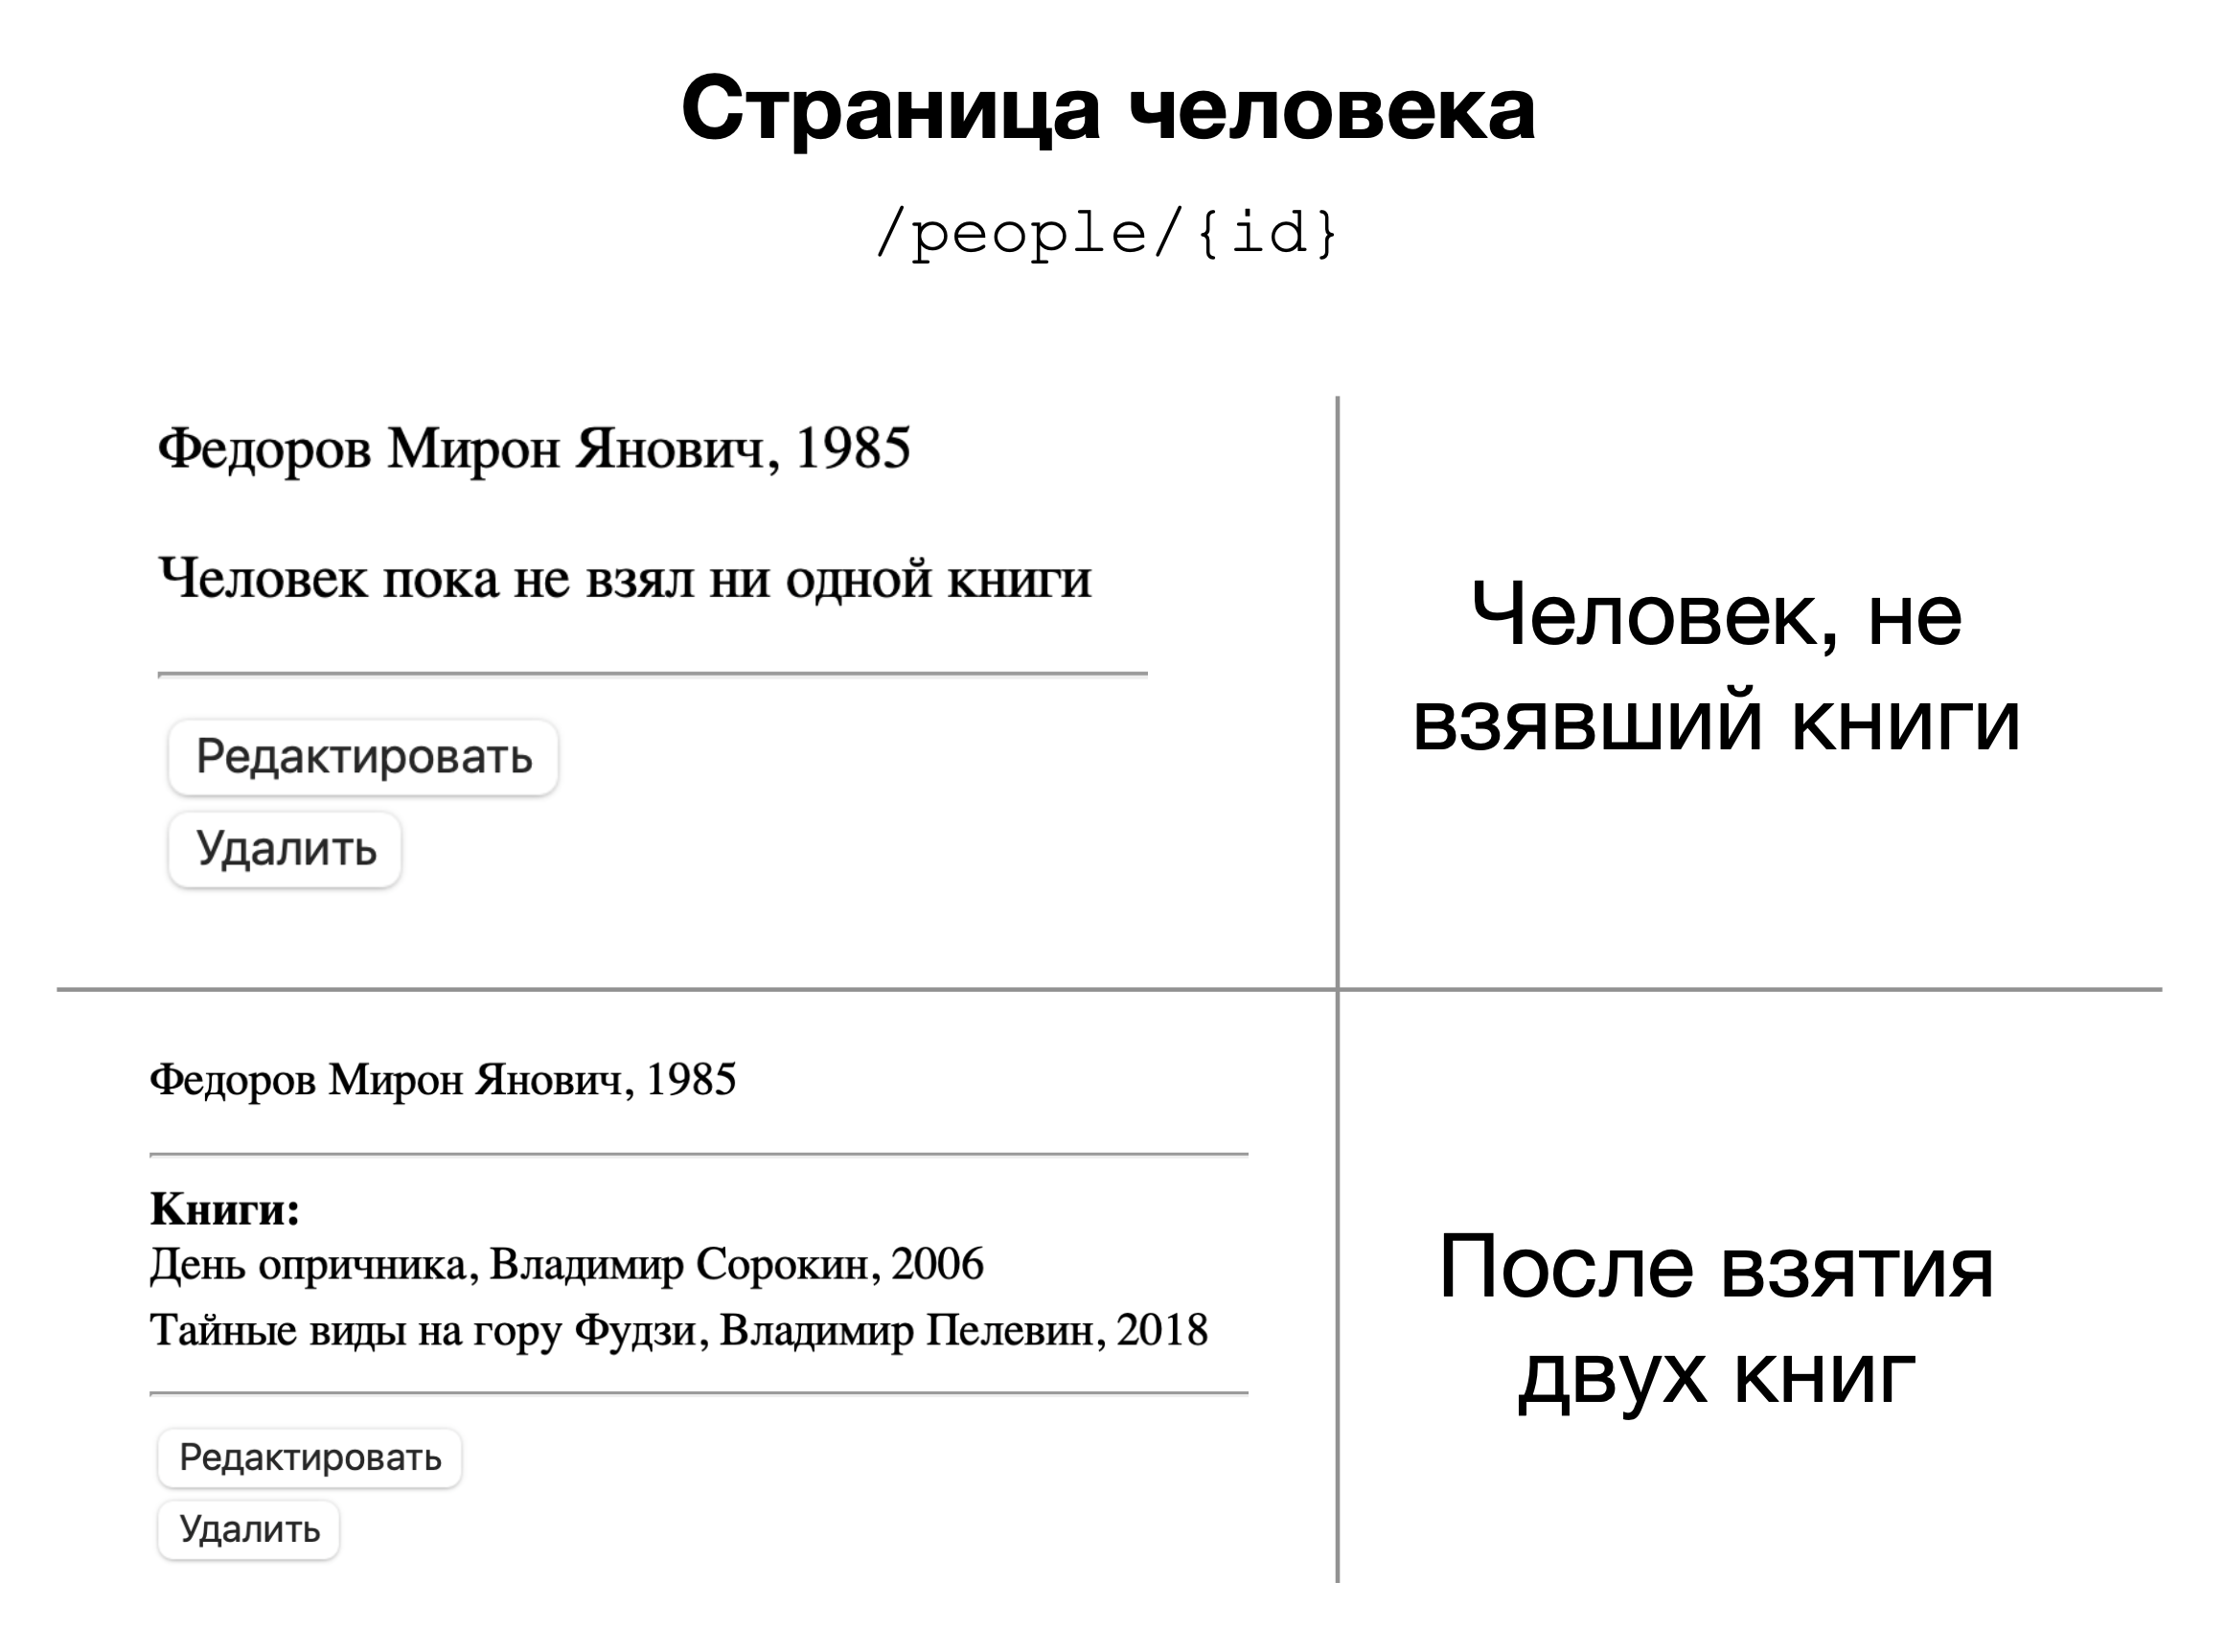 Страница человека
/people/{id}
Федоров Мирон Янович, 1985
Человек пока не взял ни одной книги
Редактировать
Удалить
Человек, не
взявший книги
Федоров Мирон Янович, 1985
Книги:
День опричника, Владимир Сорокин, 2006
Тайные виды на гору Фудзи, Владимир Пелевин, 2018
Редактировать
Удалить
После взятия
двух книг